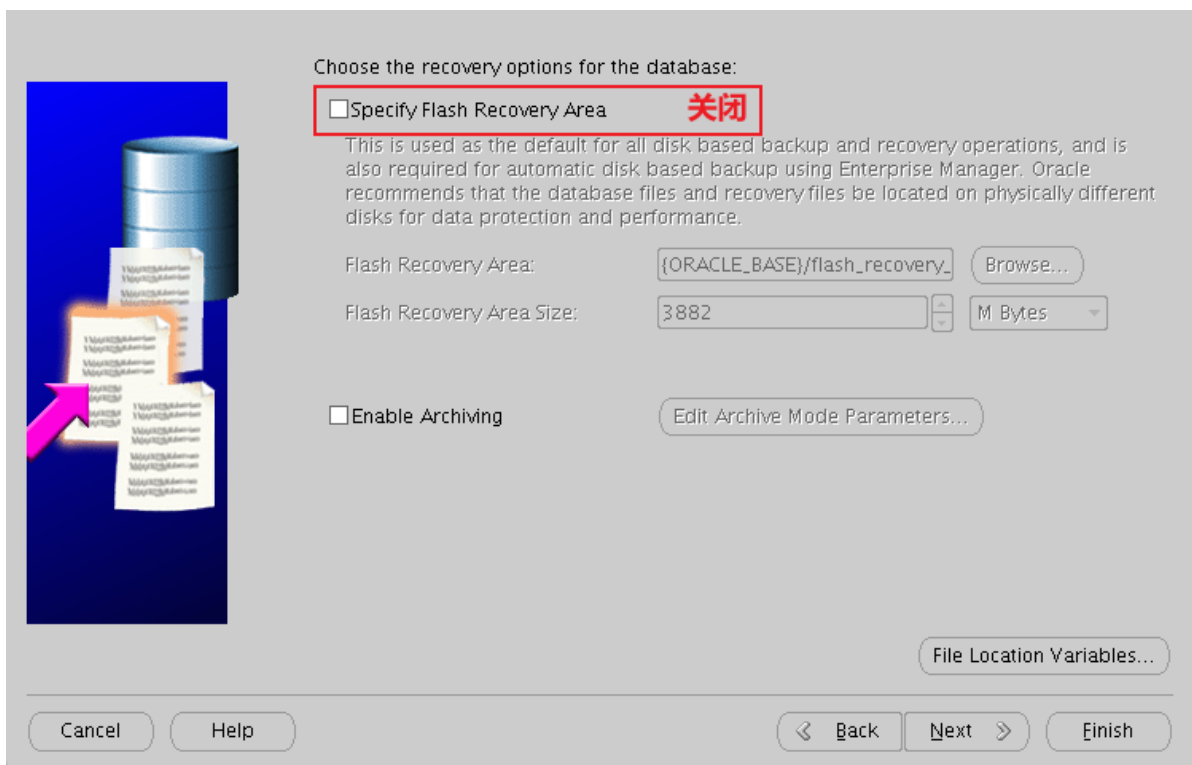 Choose the recovery options for the database:
Specify Flash Recovery Area 关闭
This is used as the default for all disk based backup and recovery operations, and is
also required for automatic disk based backup using Enterprise Manager. Oracle
recommends that the database files and recovery files be located on physically different
disks for data protection and performance.
Flash Recovery Area: {ORACLE_BASE}/flash_recovery_ Browse...
Flash Recovery Area Size: 3882 M Bytes
Enable Archiving Edit Archive Mode Parameters...
File Location Variables...
Cancel Help Back Next Finish